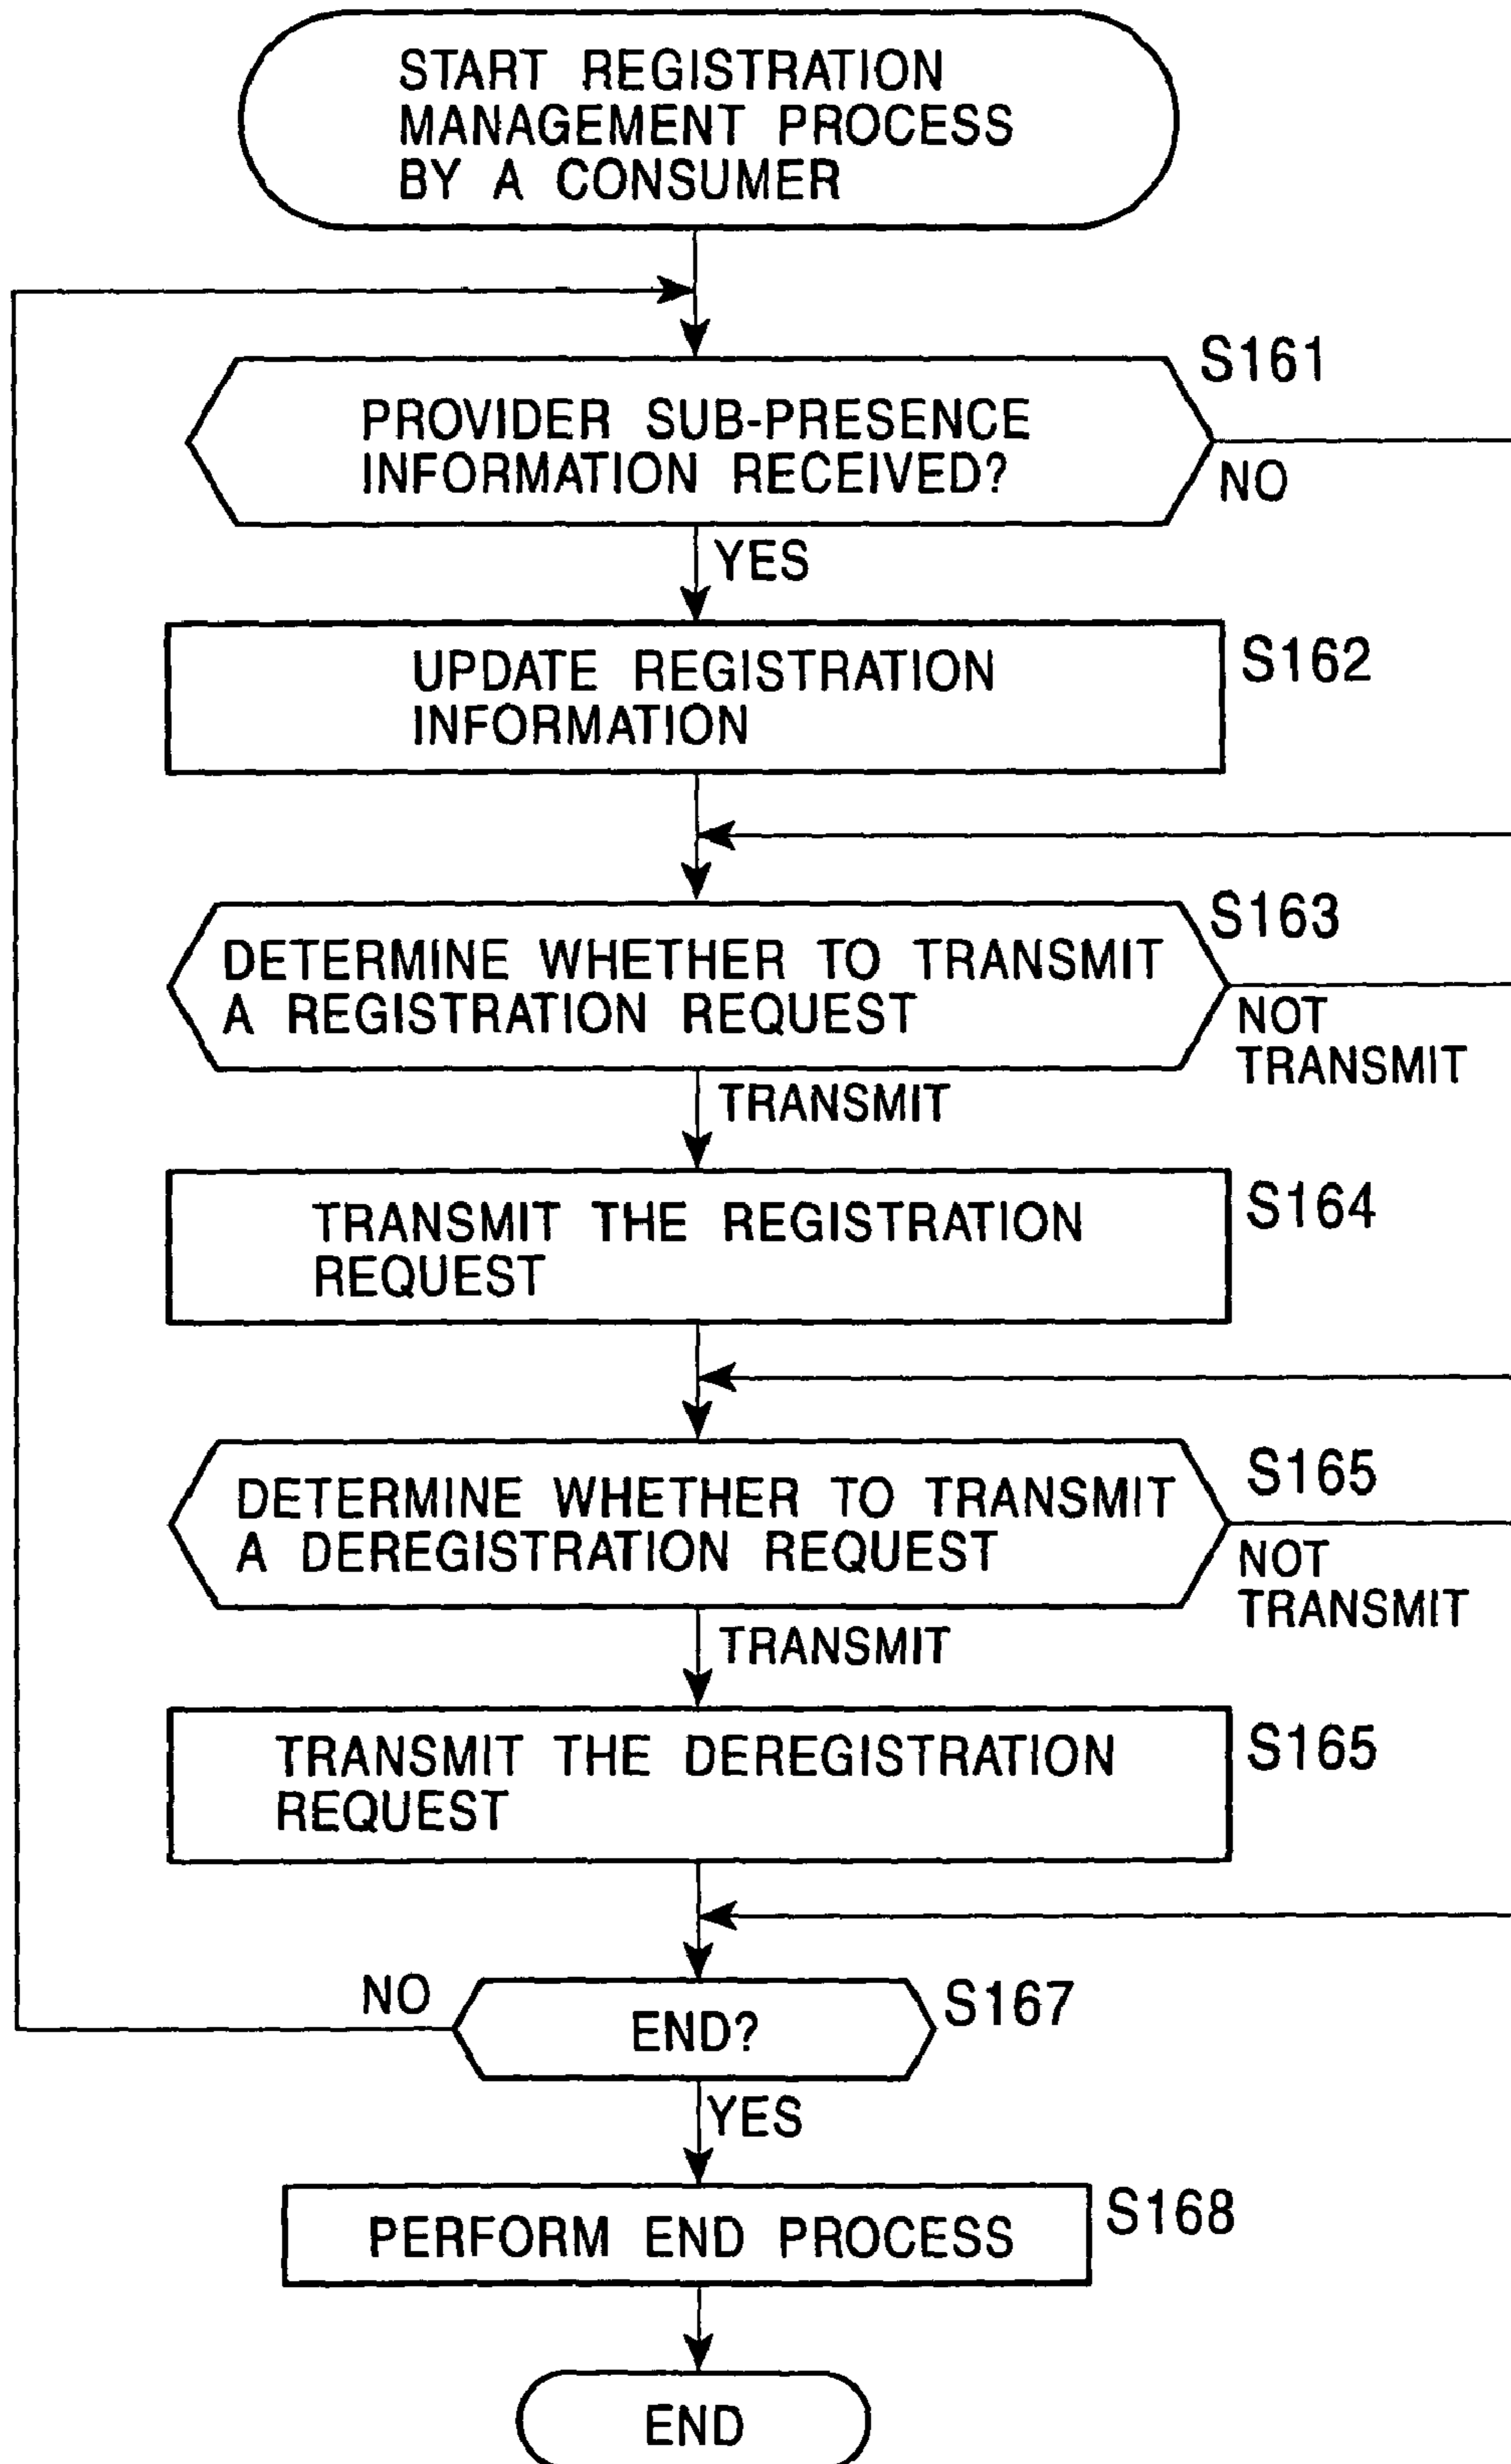 START REGISTRATION
MANAGEMENT PROCESS
BY A CONSUMER
S161
PROVIDER SUB-PRESENCE
INFORMATION RECEIVED?
NO
YES
S162
UPDATE REGISTRATION
INFORMATION
S163
DETERMINE WHETHER TO TRANSMIT
A REGISTRATION REQUEST
NOT
TRANSMIT
TRANSMIT
S164
TRANSMIT THE REGISTRATION
REQUEST
S165
DETERMINE WHETHER TO TRANSMIT
A DEREGISTRATION REQUEST
NOT
TRANSMIT
TRANSMIT
S165
TRANSMIT THE DEREGISTRATION
REQUEST
NO
S167
END?
YES
S168
PERFORM END PROCESS
END